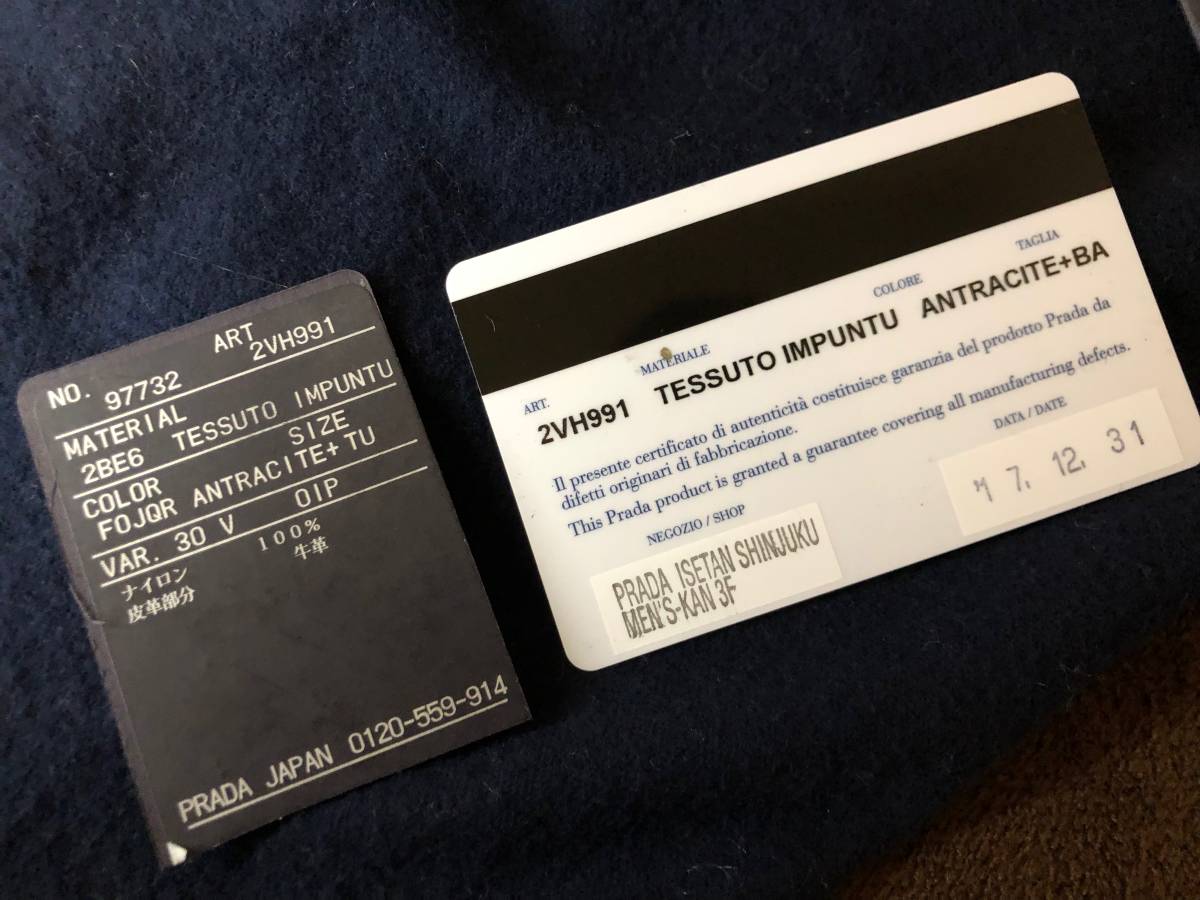 NO. 97732
ART 2VH991
MATERIAL
2BE6 TESSUTO IMPUNTU
COLOR SIZE
F0JQR ANTRACITE+TU
VAR. 30 V OIP
ナイロン 100%
皮革部分 牛革
PRADA JAPAN 0120-559-914
ART. MATERIALE COLORE TAGLIA
2VH991 TESSUTO IMPUNTU ANTRACITE+BA
Il presente certificato di autenticità costituisce garanzia del prodotto Prada da
difetti originari di fabbricazione.
This Prada product is granted a guarantee covering all manufacturing defects.
NEGOZIO / SHOP
PRADA ISETAN SHINJUKU
MEN'S-KAN 3F
DATA / DATE
17. 12. 31